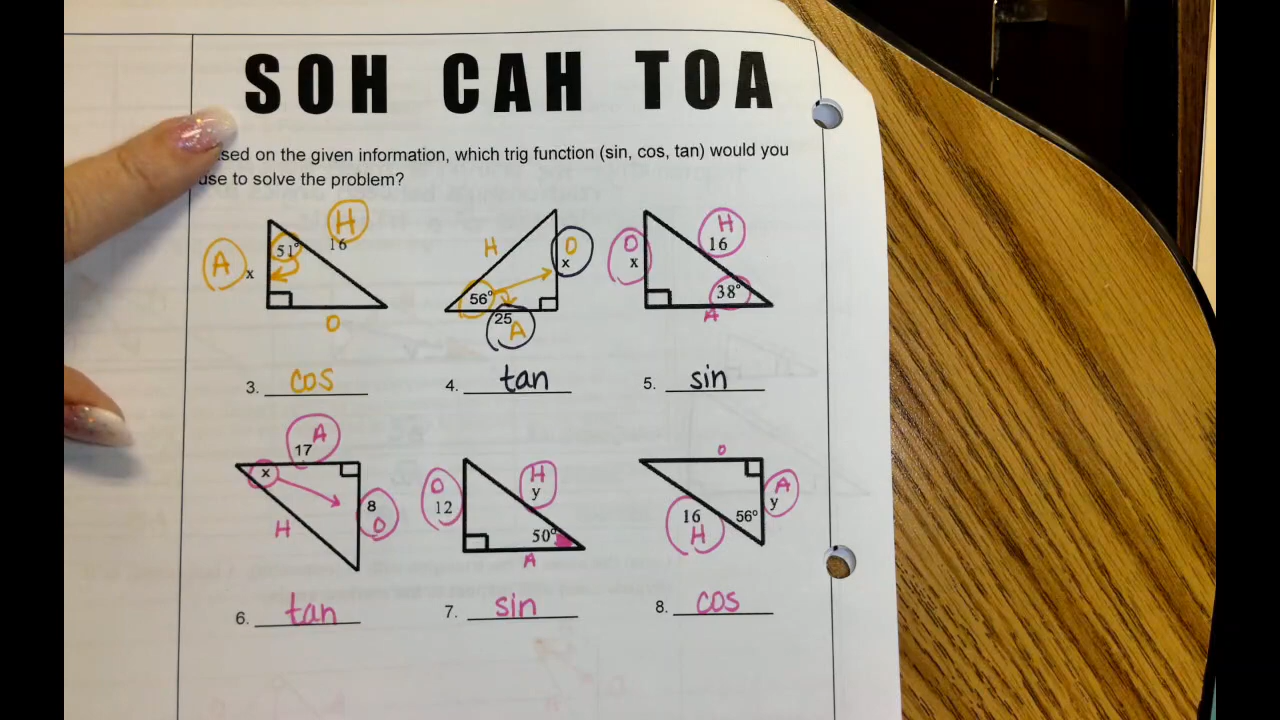 SOH CAH TOA
sed on the given information, which trig function (sin, cos, tan) would you
use to solve the problem?
H
51° 16
A x
O
H
O
x
56°
25 A
H
O 16
x
38°
A
3. cos
4. tan
5. sin
A
17
x
8
H O
H
O y
12
50°
A
O
A
y
16 56°
H
6. tan
7. sin
8. cos